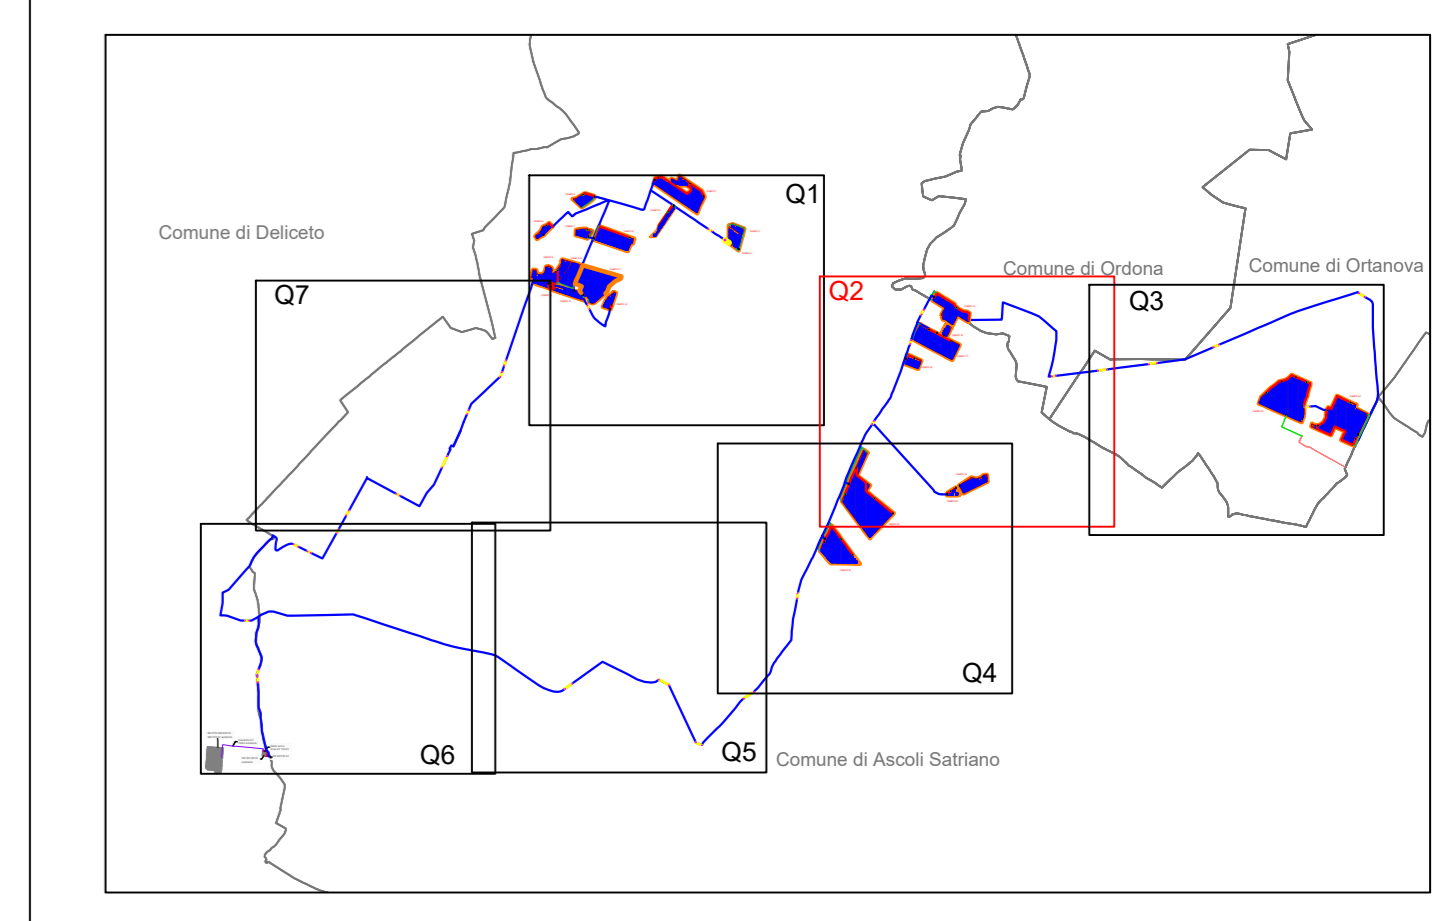 Q1
Comune di Deliceto
Comune di Ordona
Comune di Ortanova
Q7
Q2
Q3
Q4
Q6
Q5
Comune di Ascoli Satriano